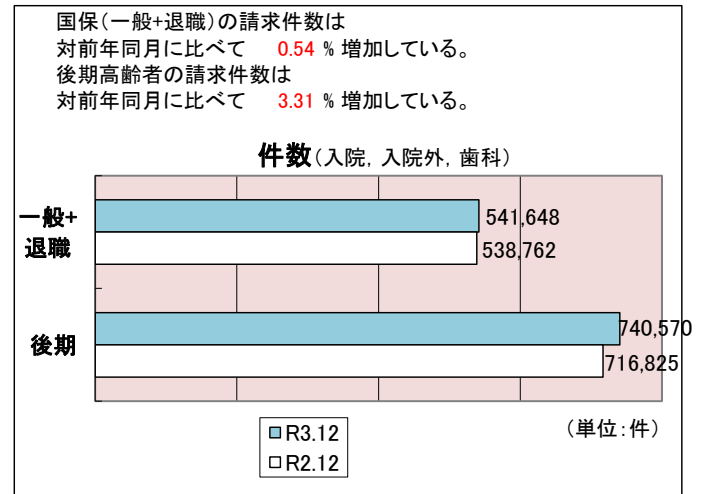 国保（一般+退職）の請求件数は
対前年同月に比べて 0.54 % 増加している。
後期高齢者の請求件数は
対前年同月に比べて 3.31 % 増加している。
件数（入院，入院外，歯科）
一般+
退職
541,648
538,762
後期
740,570
716,825
R3.12
R2.12
（単位:件）